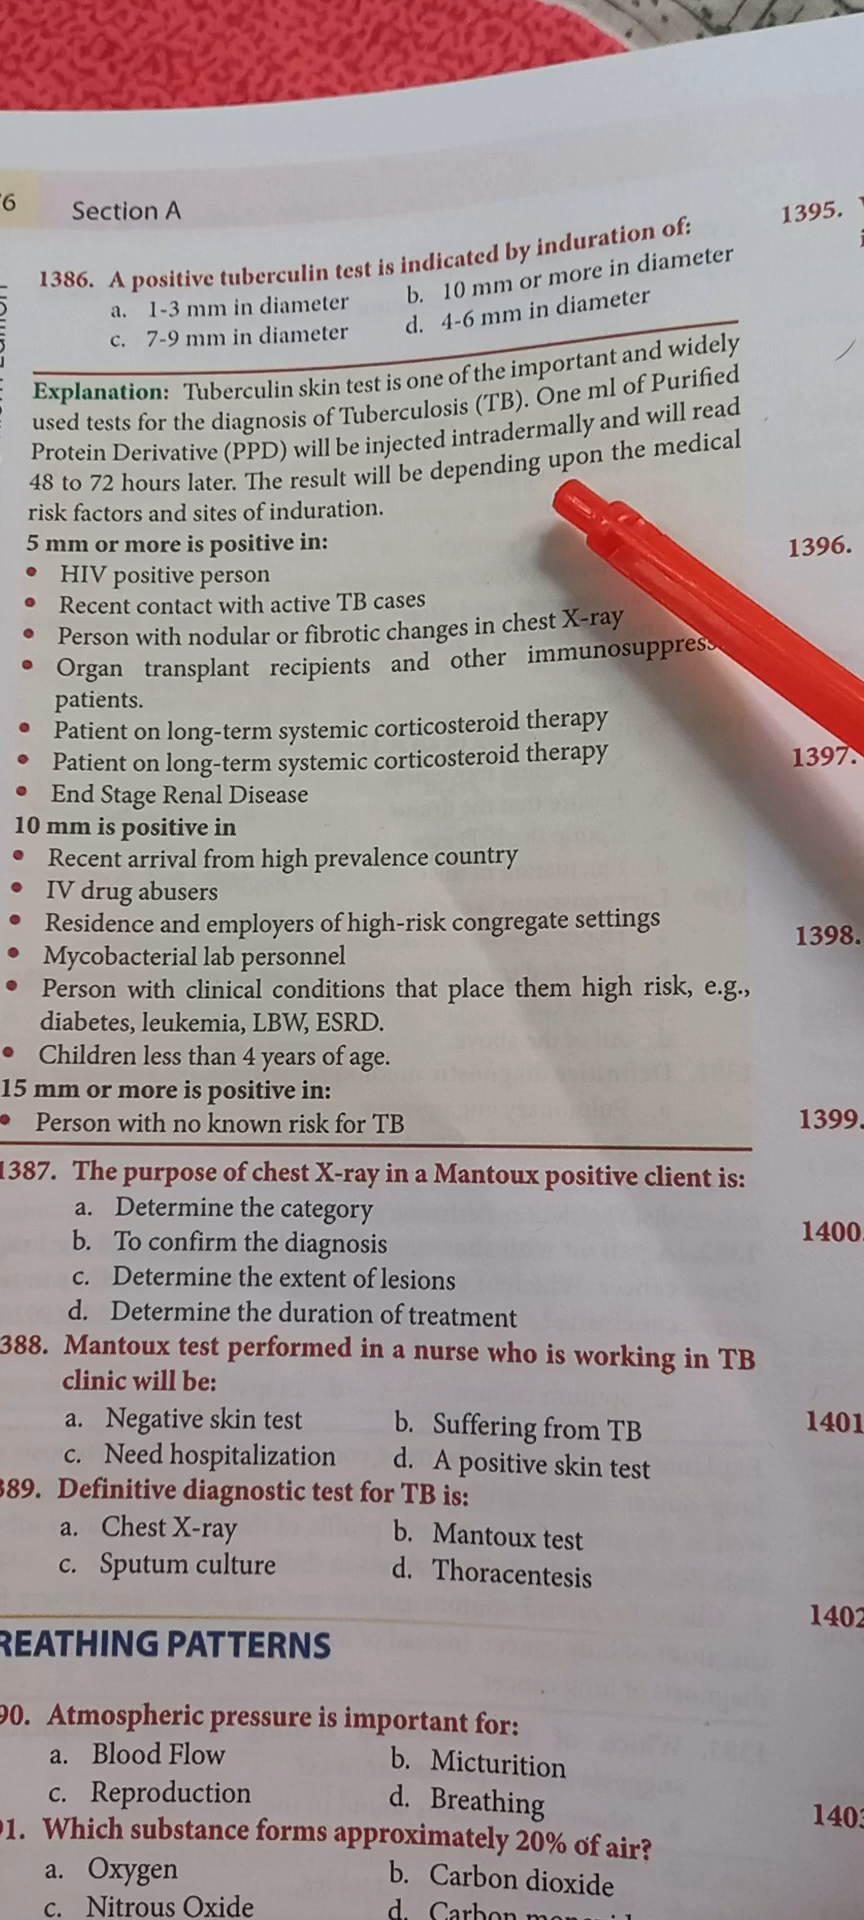 6 Section A
1386. A positive tuberculin test is indicated by induration of:
a. 1-3 mm in diameter b. 10 mm or more in diameter
c. 7-9 mm in diameter d. 4-6 mm in diameter
Explanation: Tuberculin skin test is one of the important and widely
used tests for the diagnosis of Tuberculosis (TB). One ml of Purified
Protein Derivative (PPD) will be injected intradermally and will read
48 to 72 hours later. The result will be depending upon the medical
risk factors and sites of induration.
5 mm or more is positive in:
• HIV positive person
• Recent contact with active TB cases
• Person with nodular or fibrotic changes in chest X-ray
• Organ transplant recipients and other immunosuppress
patients.
• Patient on long-term systemic corticosteroid therapy
• Patient on long-term systemic corticosteroid therapy
• End Stage Renal Disease
10 mm is positive in
• Recent arrival from high prevalence country
• IV drug abusers
• Residence and employers of high-risk congregate settings
• Mycobacterial lab personnel
• Person with clinical conditions that place them high risk, e.g.,
diabetes, leukemia, LBW, ESRD.
• Children less than 4 years of age.
15 mm or more is positive in:
• Person with no known risk for TB
1387. The purpose of chest X-ray in a Mantoux positive client is:
a. Determine the category
b. To confirm the diagnosis
c. Determine the extent of lesions
d. Determine the duration of treatment
388. Mantoux test performed in a nurse who is working in TB
clinic will be:
a. Negative skin test b. Suffering from TB
c. Need hospitalization d. A positive skin test
89. Definitive diagnostic test for TB is:
a. Chest X-ray b. Mantoux test
c. Sputum culture d. Thoracentesis
REATHING PATTERNS
90. Atmospheric pressure is important for:
a. Blood Flow b. Micturition
c. Reproduction d. Breathing
1. Which substance forms approximately 20% of air?
a. Oxygen b. Carbon dioxide
c. Nitrous Oxide d. Carbon
1395.
1396.
1397.
1398.
1399.
1400.
1401
1402
140